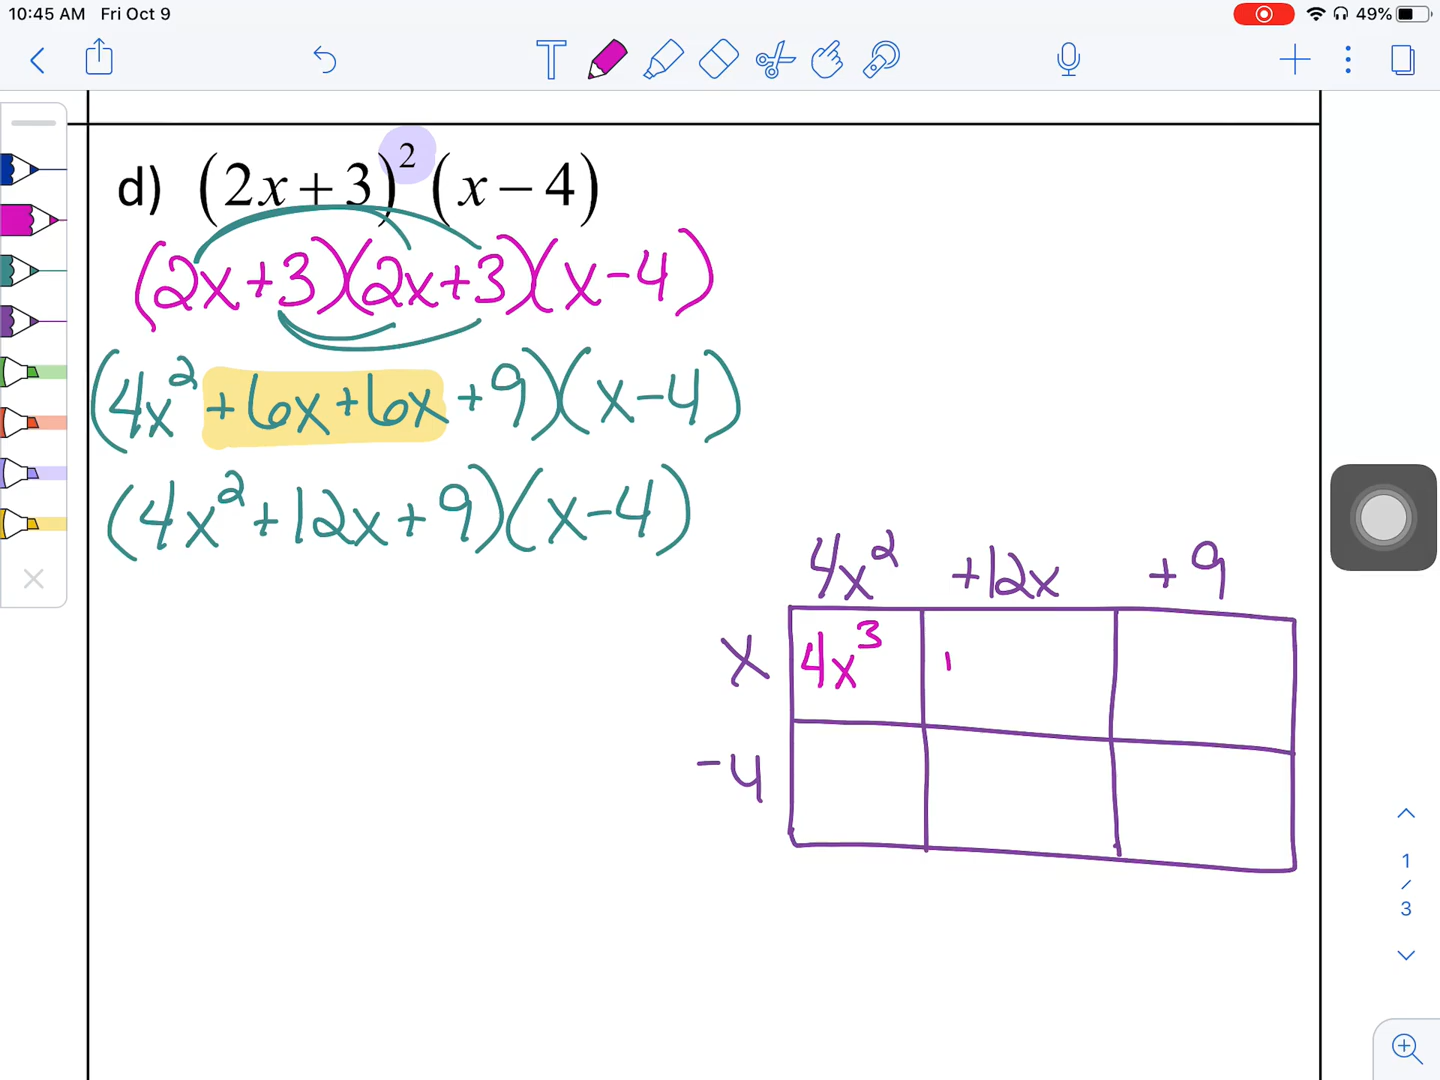 10:45 AM Fri Oct 9 49%
T
d) (2x+3)² (x−4)
(2x+3)(2x+3)(x-4)
(4x² +6x+6x +9)(x-4)
(4x²+12x+9)(x-4)
4x² +12x +9
x 4x³
-4
1
/
3